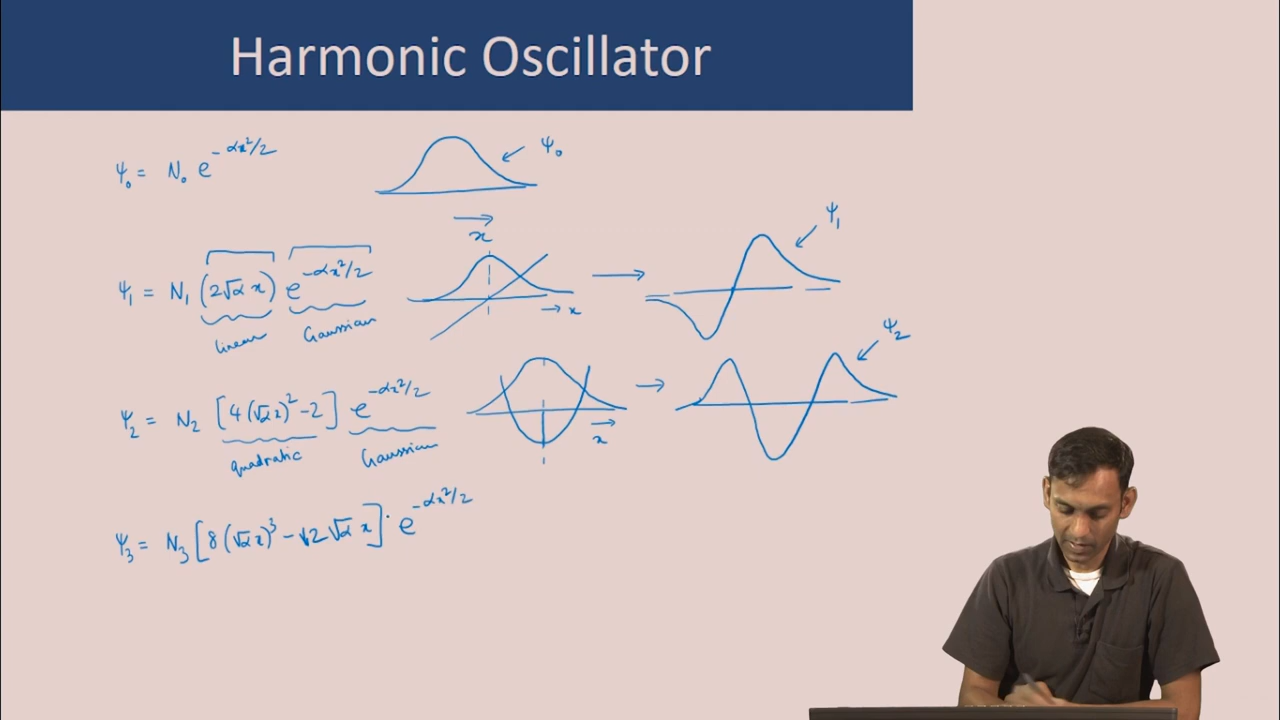 Harmonic Oscillator
ψ₀ = N₀ e^(-αx²/2)
ψ₀
x
ψ₁ = N₁ (2√α x) e^(-αx²/2)
linear Gaussian
x
ψ₁
ψ₂ = N₂ [4(√α x)² - 2] e^(-αx²/2)
quadratic Gaussian
x
ψ₂
ψ₃ = N₃ [8(√α x)³ - 12√α x] · e^(-αx²/2)